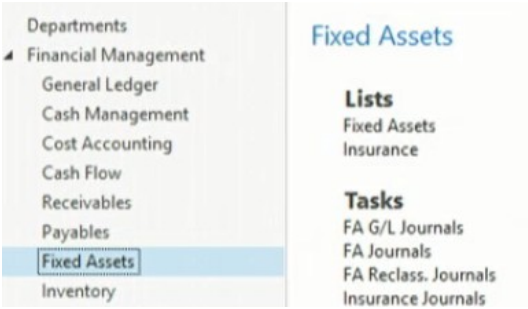 Departments
Financial Management
General Ledger
Cash Management
Cost Accounting
Cash Flow
Receivables
Payables
Fixed Assets
Inventory
Fixed Assets
Lists
Fixed Assets
Insurance
Tasks
FA G/L Journals
FA Journals
FA Reclass. Journals
Insurance Journals